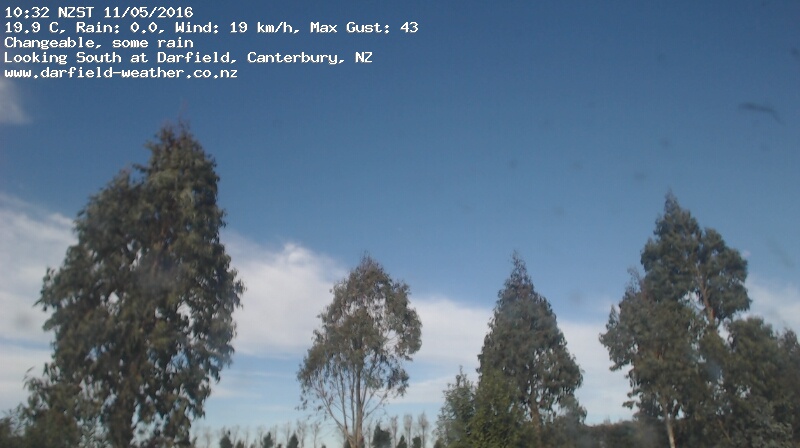 10:32 NZST 11/05/2016
19.9 C, Rain: 0.0, Wind: 19 km/h, Max Gust: 43
Changeable, some rain
Looking South at Darfield, Canterbury, NZ
www.darfield-weather.co.nz